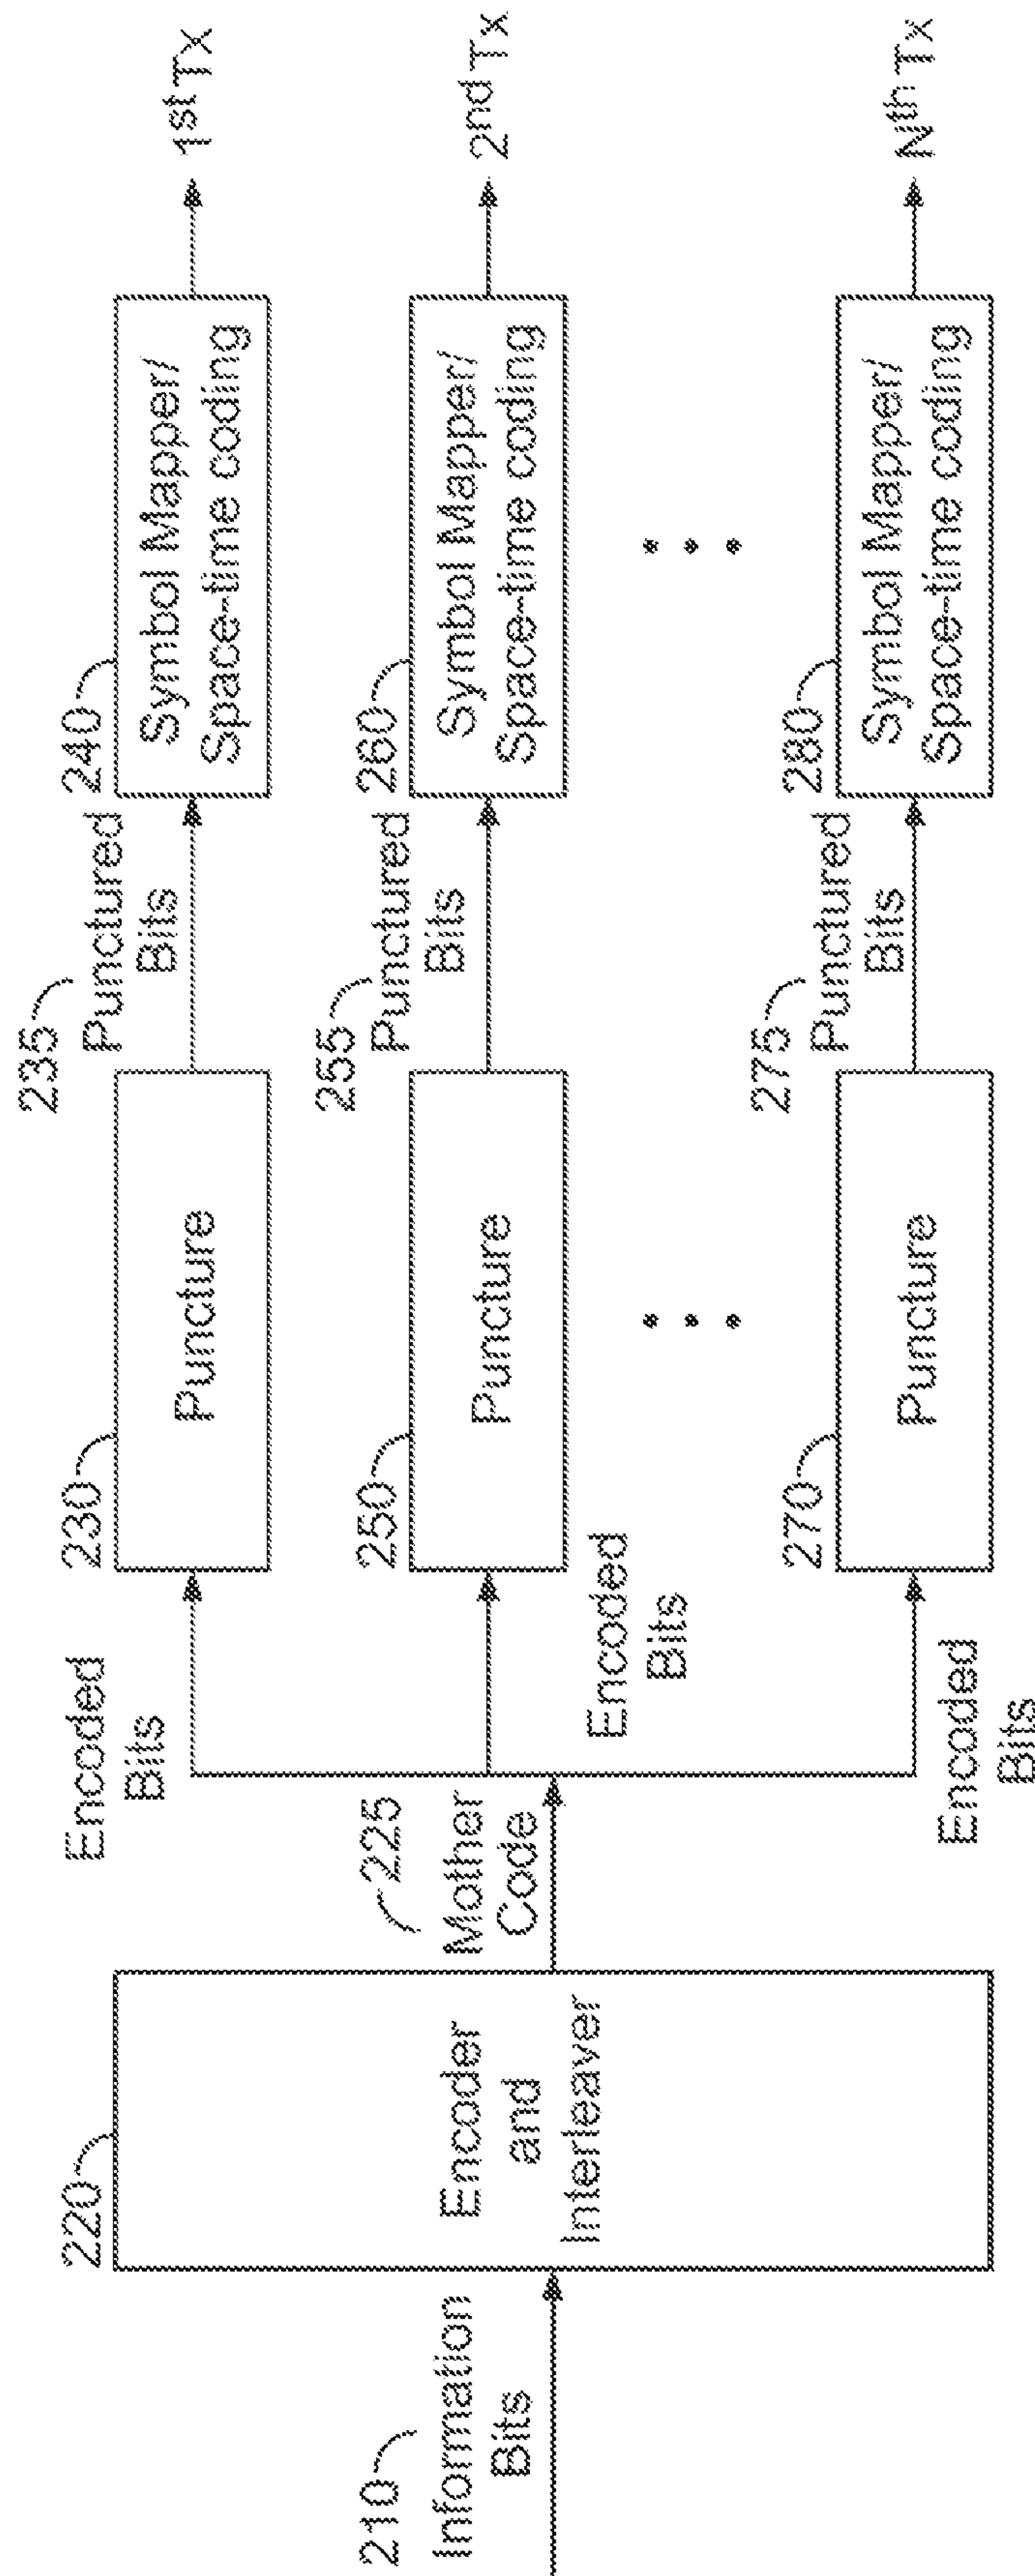 210
Information
Bits
220
Encoder
and
Interleaver
225
Mother
Code
Encoded
Bits
230
Puncture
235
Punctured
Bits
240
Symbol Mapper/
Space-time coding
1st Tx
250
Puncture
255
Punctured
Bits
260
Symbol Mapper/
Space-time coding
2nd Tx
Encoded
Bits
Encoded
Bits
270
Puncture
275
Punctured
Bits
280
Symbol Mapper/
Space-time coding
Nth Tx